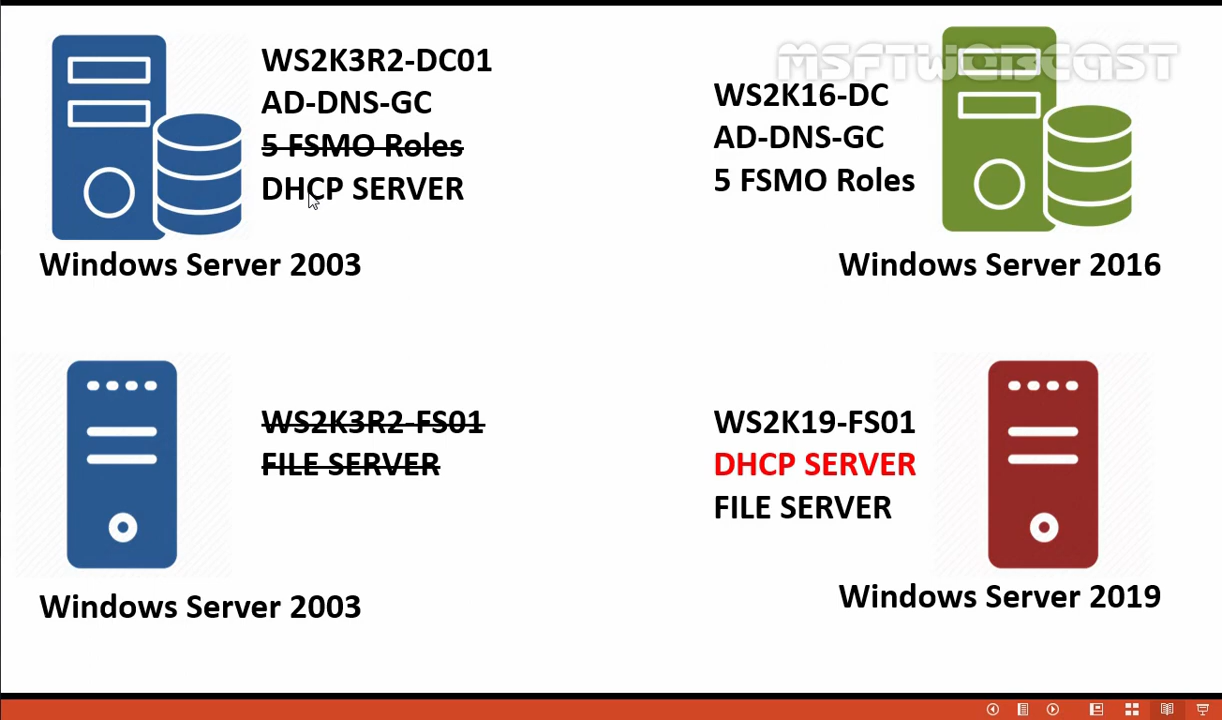 WS2K3R2-DC01
AD-DNS-GC
5 FSMO Roles
DHCP SERVER
Windows Server 2003
MSFTWEBCAST
WS2K16-DC
AD-DNS-GC
5 FSMO Roles
Windows Server 2016
WS2K3R2-FS01
FILE SERVER
Windows Server 2003
WS2K19-FS01
DHCP SERVER
FILE SERVER
Windows Server 2019